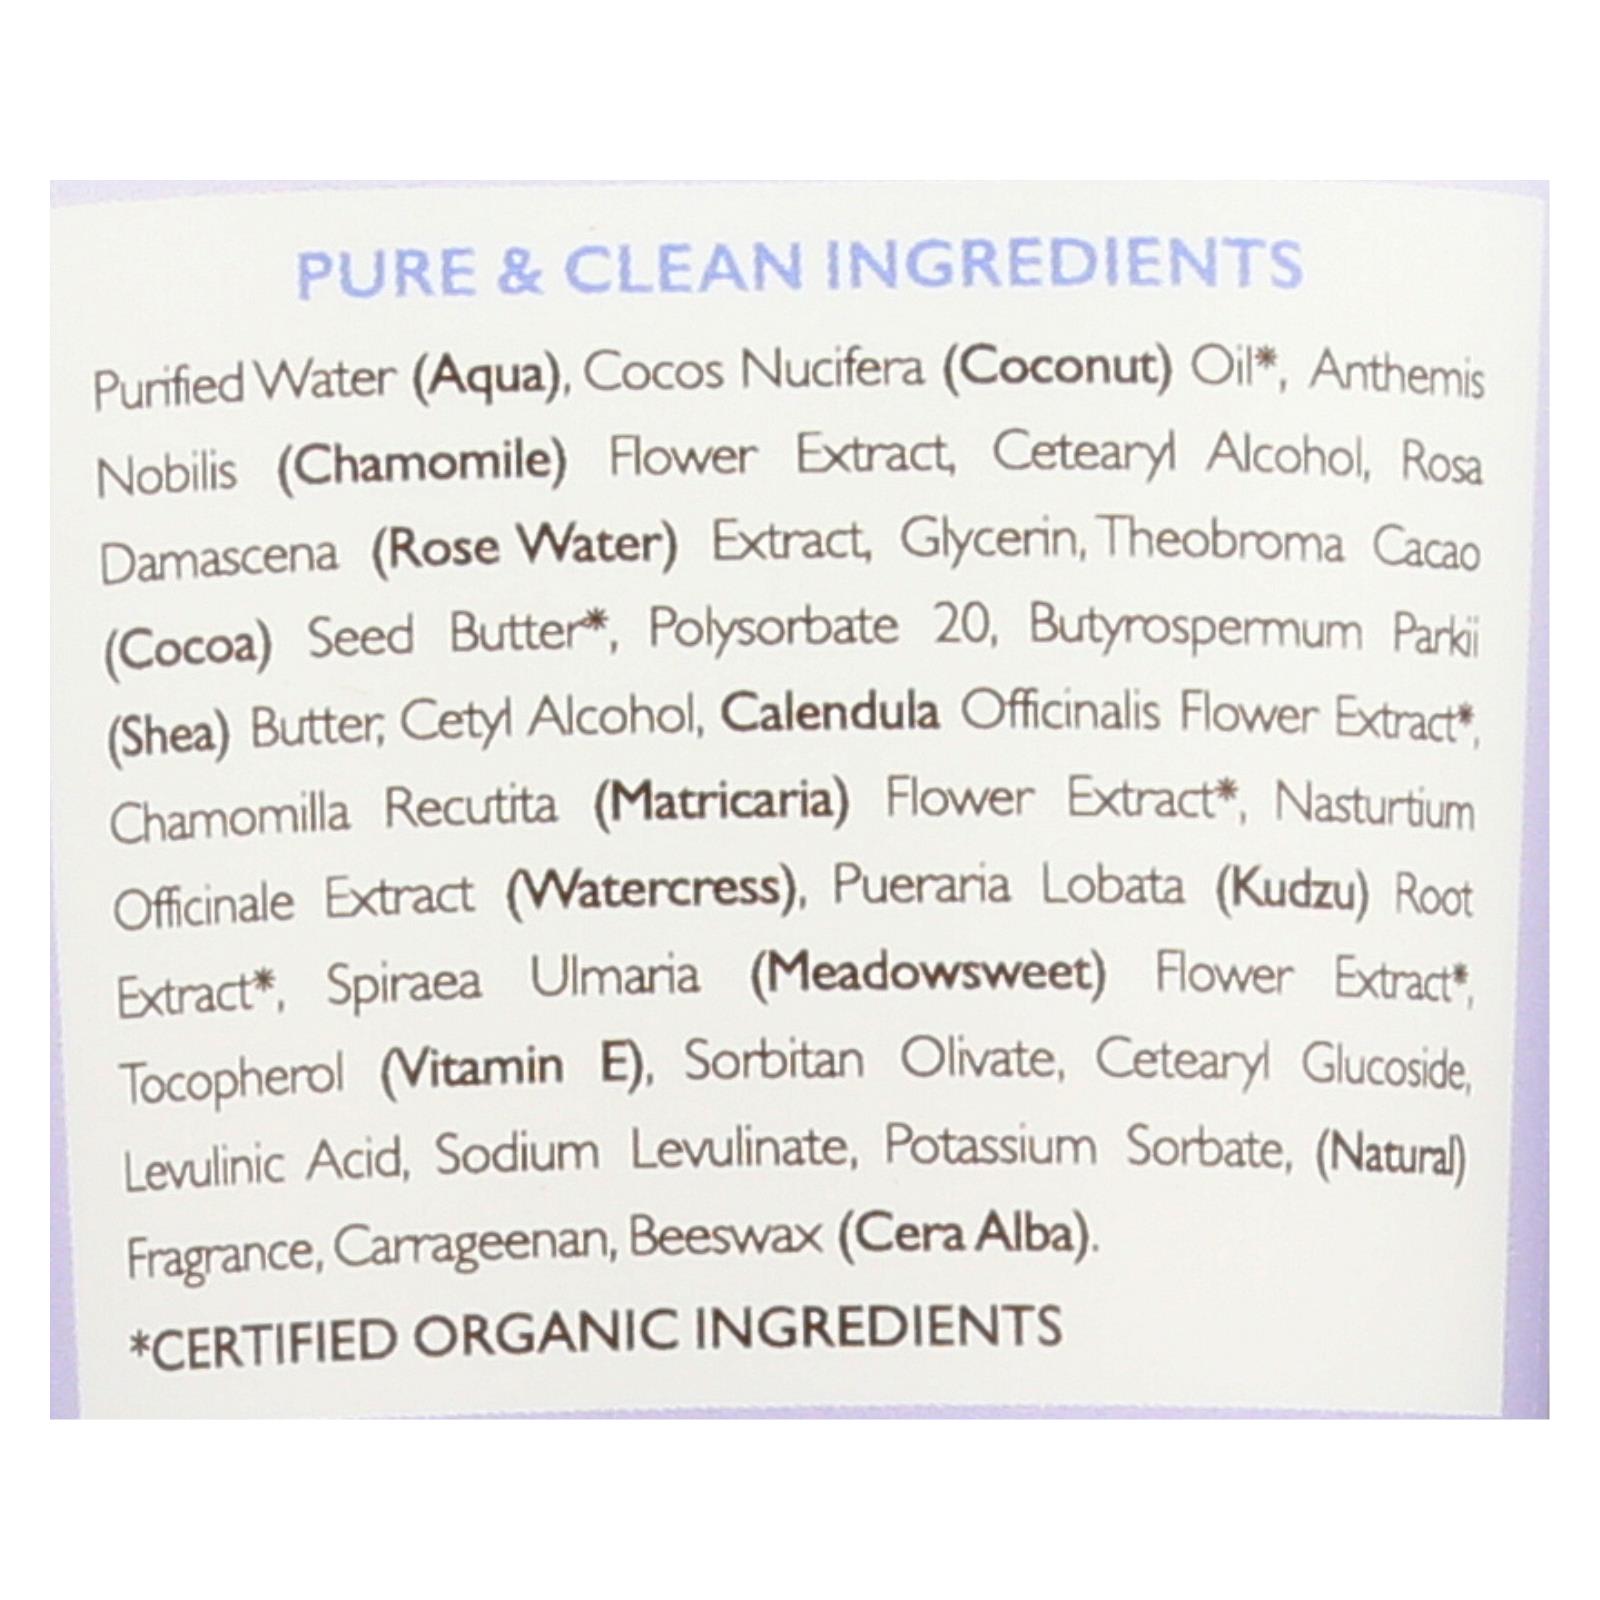 PURE & CLEAN INGREDIENTS
Purified Water (Aqua), Cocos Nucifera (Coconut) Oil*, Anthemis
Nobilis (Chamomile) Flower Extract, Cetearyl Alcohol, Rosa
Damascena (Rose Water) Extract, Glycerin, Theobroma Cacao
(Cocoa) Seed Butter*, Polysorbate 20, Butyrospermum Parkii
(Shea) Butter, Cetyl Alcohol, Calendula Officinalis Flower Extract*,
Chamomilla Recutita (Matricaria) Flower Extract*, Nasturtium
Officinale Extract (Watercress), Pueraria Lobata (Kudzu) Root
Extract*, Spiraea Ulmaria (Meadowsweet) Flower Extract*,
Tocopherol (Vitamin E), Sorbitan Olivate, Cetearyl Glucoside,
Levulinic Acid, Sodium Levulinate, Potassium Sorbate, (Natural)
Fragrance, Carrageenan, Beeswax (Cera Alba).
*CERTIFIED ORGANIC INGREDIENTS